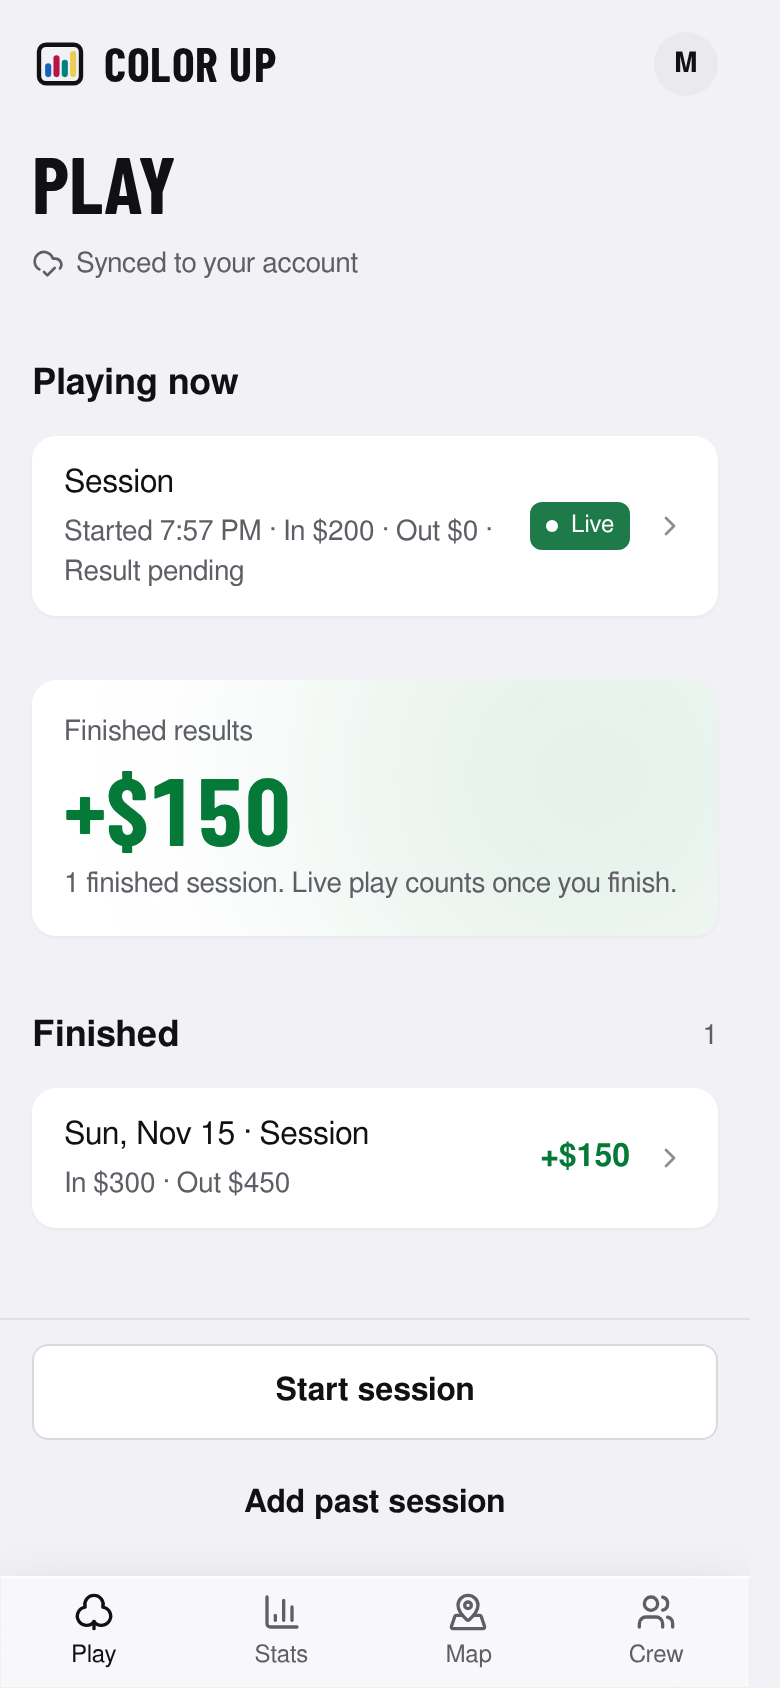 COLOR UP
M
PLAY
Synced to your account
Playing now
Session
Started 7:57 PM · In $200 · Out $0 ·
Result pending
Live
Finished results
+$150
1 finished session. Live play counts once you finish.
Finished
1
Sun, Nov 15 · Session
In $300 · Out $450
+$150
Start session
Add past session
Play
Stats
Map
Crew